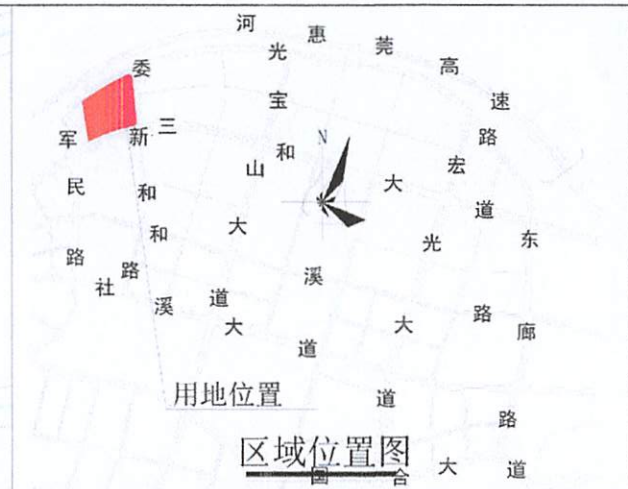 河 惠 莞 高 速
光
委
宝
路
军 新 三
和 山 宏
N
民 和 大 道
大 和 光 东
路 路 溪
社 溪 道
大 大 路 廊
道
用地位置 道
路
区域位置图
国 合 大 道